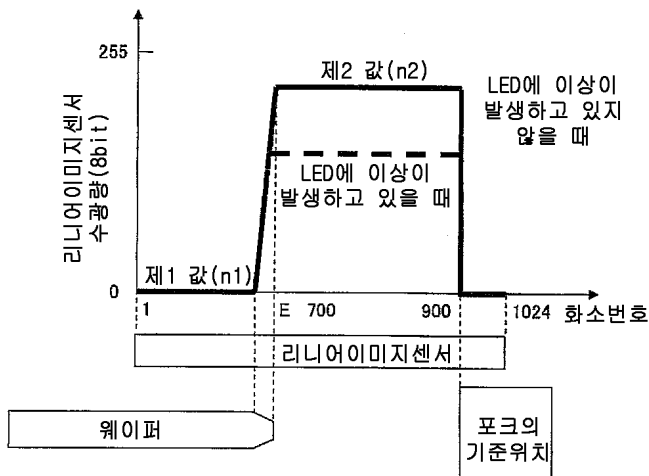 255
제2 값(n2)
LED에 이상이
발생하고 있지
않을 때
LED에 이상이
발생하고 있을 때
리니어이미지센서
수광량(8bit)
제1 값(n1)
0
1
E
700
900
1024
화소번호
리니어이미지센서
웨이퍼
포크의
기준위치